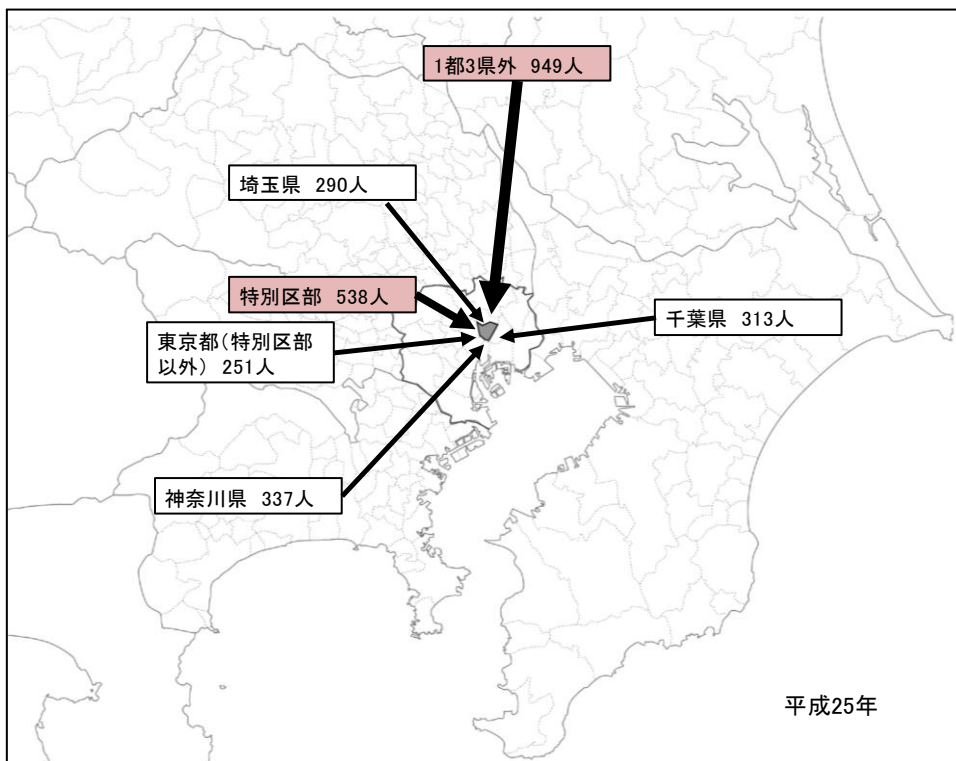 1都3県外 949人
埼玉県 290人
特別区部 538人
千葉県 313人
東京都(特別区部
以外) 251人
神奈川県 337人
平成25年